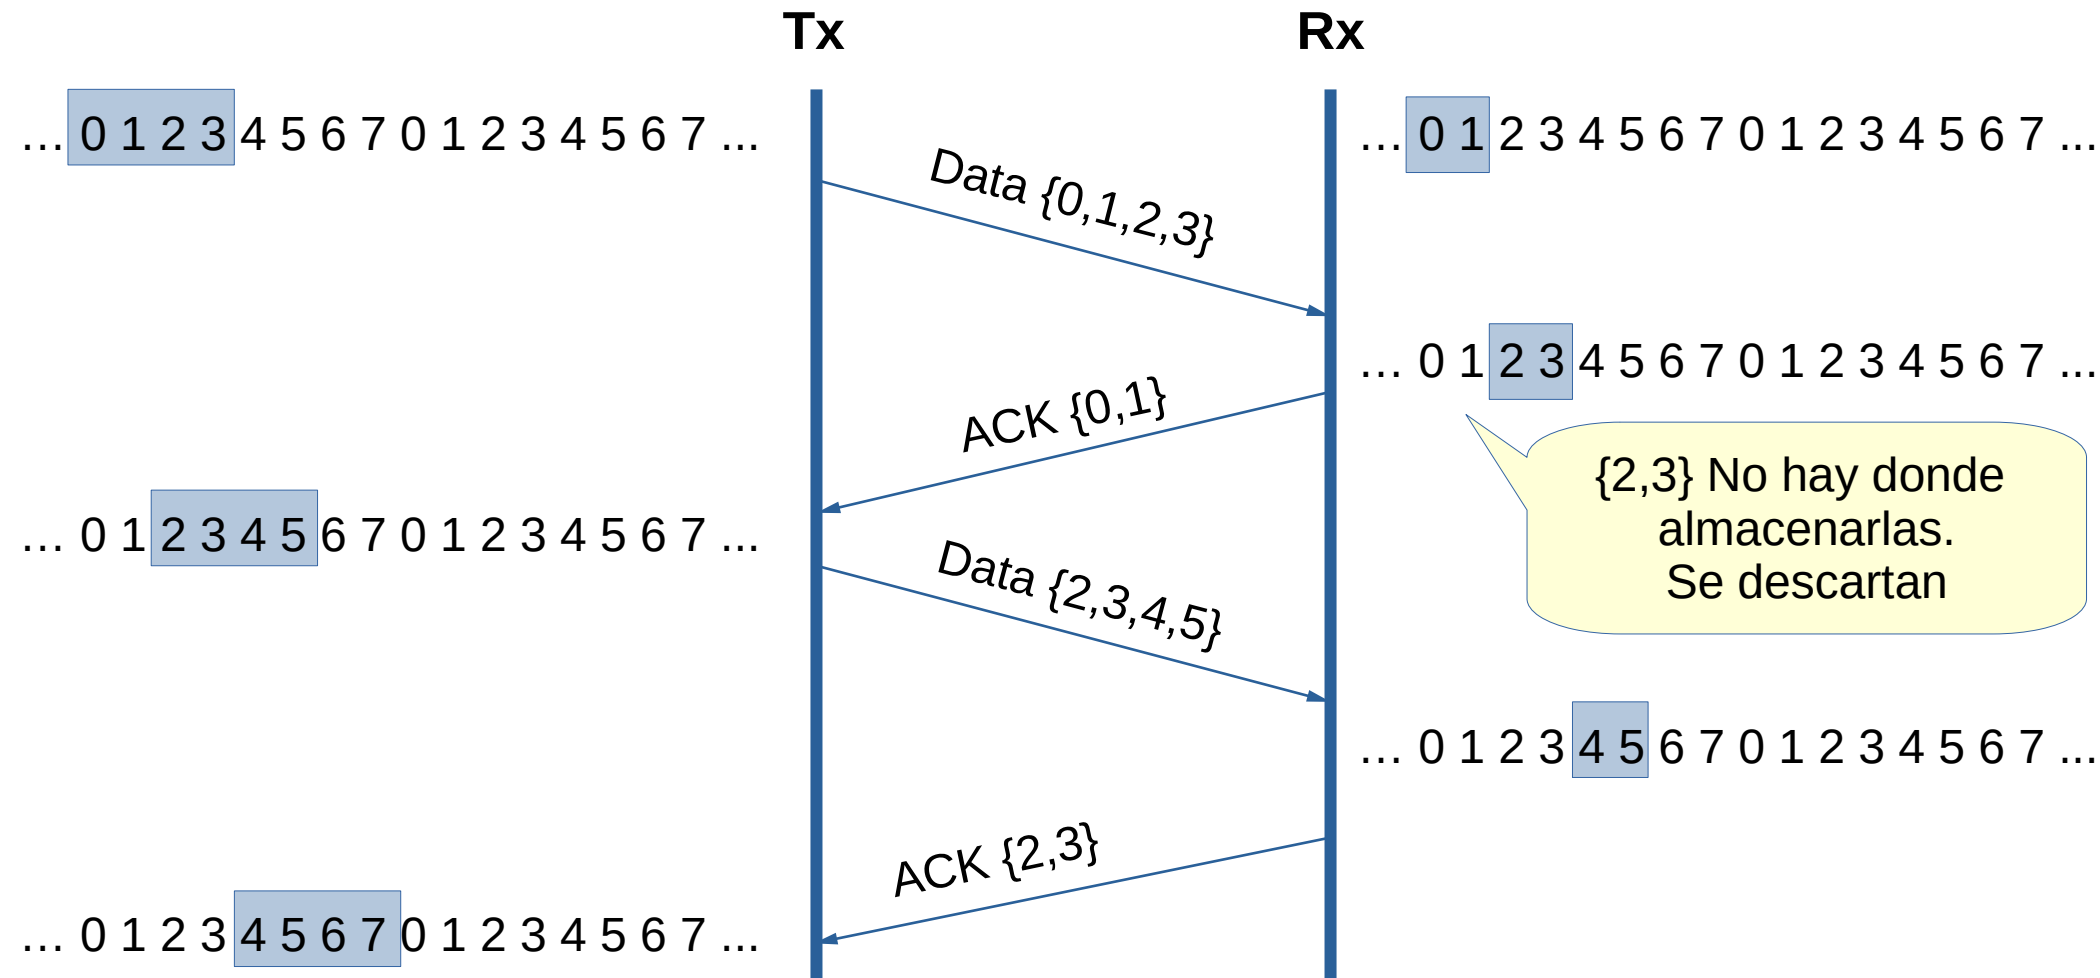 Tx
Rx
... 0 1 2 3 4 5 6 7 0 1 2 3 4 5 6 7 ...
... 0 1 2 3 4 5 6 7 0 1 2 3 4 5 6 7 ...
Data {0,1,2,3}
... 0 1 2 3 4 5 6 7 0 1 2 3 4 5 6 7 ...
ACK {0,1}
{2,3} No hay donde
almacenarlas.
Se descartan
... 0 1 2 3 4 5 6 7 0 1 2 3 4 5 6 7 ...
Data {2,3,4,5}
... 0 1 2 3 4 5 6 7 0 1 2 3 4 5 6 7 ...
ACK {2,3}
... 0 1 2 3 4 5 6 7 0 1 2 3 4 5 6 7 ...